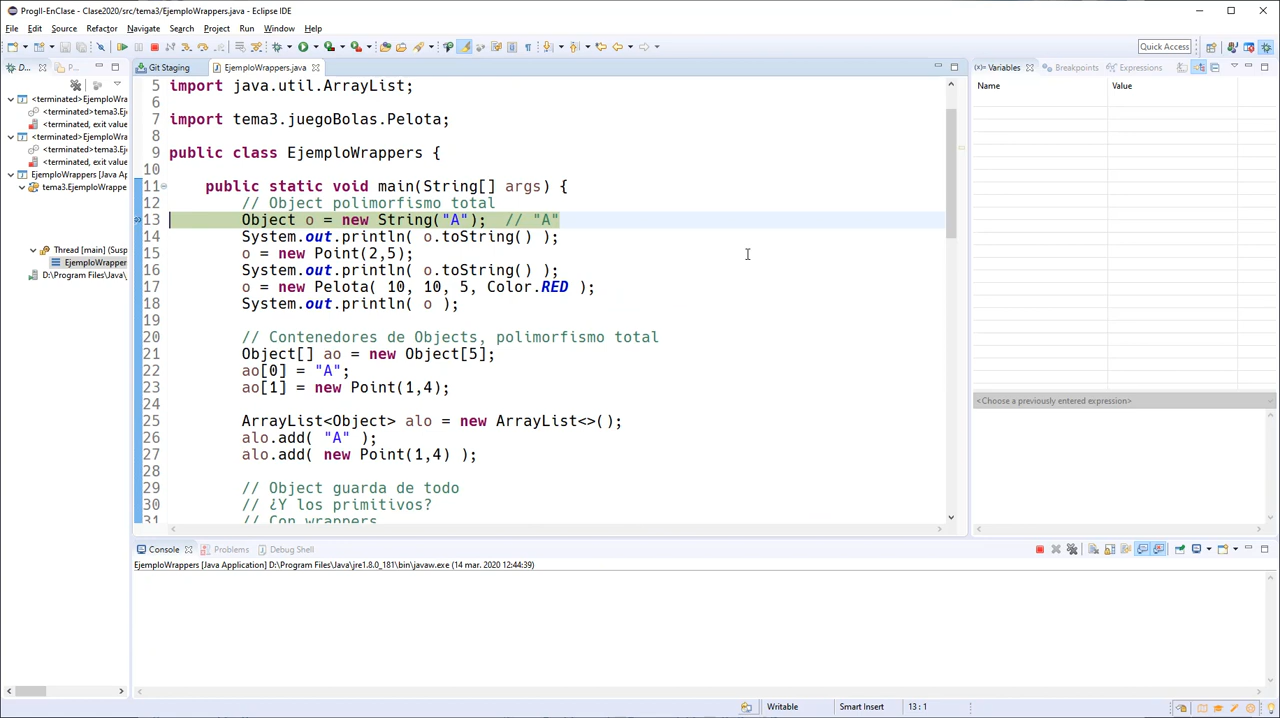 ProgII-EnClase - Clase2020/src/tema3/EjemploWrappers.java - Eclipse IDE
File Edit Source Refactor Navigate Search Project Run Window Help
Quick Access
D... P...
<terminated>EjemploWra
<terminated>tema3.Ej
<terminated, exit value
<terminated>EjemploWra
<terminated>tema3.Ej
<terminated, exit value
EjemploWrappers [Java Ap
tema3.EjemploWrappe
Thread [main] (Susp
EjemploWrapper
D:\Program Files\Java\
Git Staging EjemploWrappers.java
5 import java.util.ArrayList;
6
7 import tema3.juegoBolas.Pelota;
8
9 public class EjemploWrappers {
10
11 public static void main(String[] args) {
12 // Object polimorfismo total
13 Object o = new String("A"); // "A"
14 System.out.println( o.toString() );
15 o = new Point(2,5);
16 System.out.println( o.toString() );
17 o = new Pelota( 10, 10, 5, Color.RED );
18 System.out.println( o );
19
20 // Contenedores de Objects, polimorfismo total
21 Object[] ao = new Object[5];
22 ao[0] = "A";
23 ao[1] = new Point(1,4);
24
25 ArrayList<Object> alo = new ArrayList<>();
26 alo.add( "A" );
27 alo.add( new Point(1,4) );
28
29 // Object guarda de todo
30 // ¿Y los primitivos?
31 // Con wrappers
(x)= Variables Breakpoints Expressions
Name Value
<Choose a previously entered expression>
Console Problems Debug Shell
EjemploWrappers [Java Application] D:\Program Files\Java\jre1.8.0_181\bin\javaw.exe (14 mar. 2020 12:44:39)
Writable Smart Insert 13 : 1